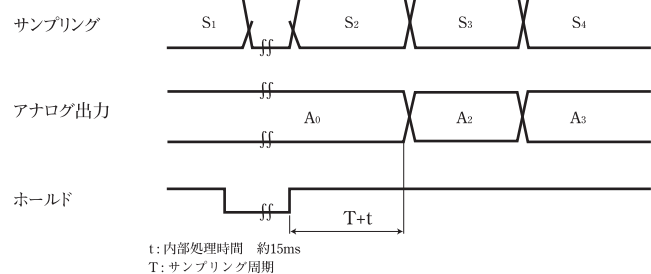 サンプリング S1 S2 S3 S4
アナログ出力 A0 A2 A3
ホールド
T+t
t : 内部処理時間　約15ms
T : サンプリング周期